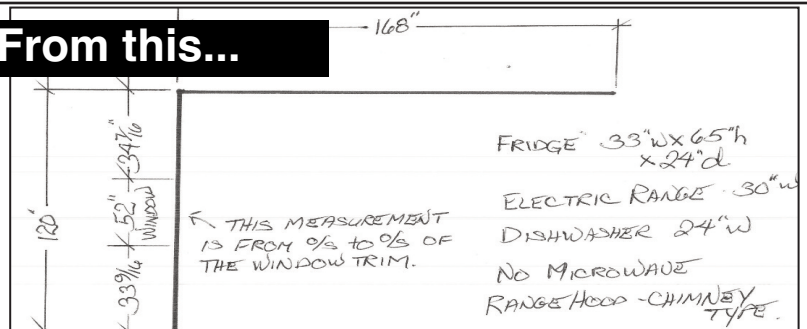 From this...
168"
120"
34 7/16
52"
WINDOW
33 9/16
THIS MEASUREMENT
IS FROM O/S to O/S OF
THE WINDOW TRIM.
FRIDGE 33"W x 65"h
x 24"d
ELECTRIC RANGE 30"W
DISHWASHER 24"W
NO MICROWAVE
RANGE HOOD - CHIMNEY
TYPE.